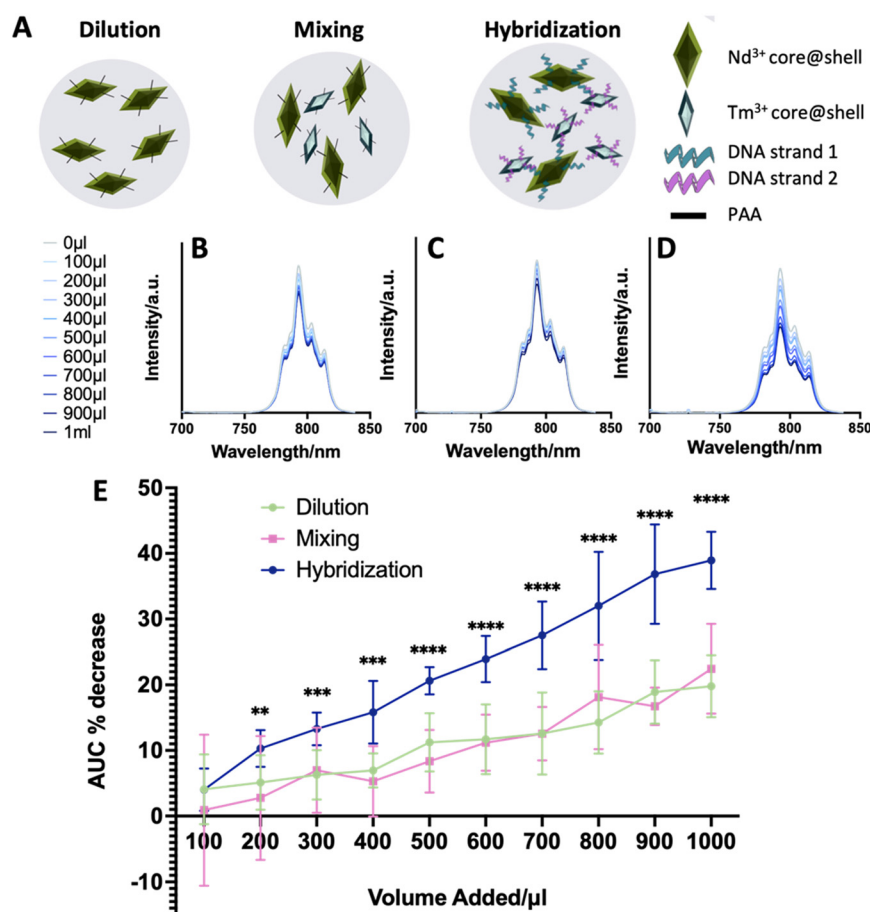 A
Dilution
Mixing
Hybridization
Nd³⁺ core@shell
Tm³⁺ core@shell
DNA strand 1
DNA strand 2
PAA
0µl
100µl
200µl
300µl
400µl
500µl
600µl
700µl
800µl
900µl
1ml
B
Intensity/a.u.
700 750 800 850
Wavelength/nm
C
Intensity/a.u.
700 750 800 850
Wavelength/nm
D
Intensity/a.u.
700 750 800 850
Wavelength/nm
E
AUC % decrease
50
40
30
20
10
0
-10
Dilution
Mixing
Hybridization
** *** *** **** **** **** **** **** ****
100 200 300 400 500 600 700 800 900 1000
Volume Added/µl